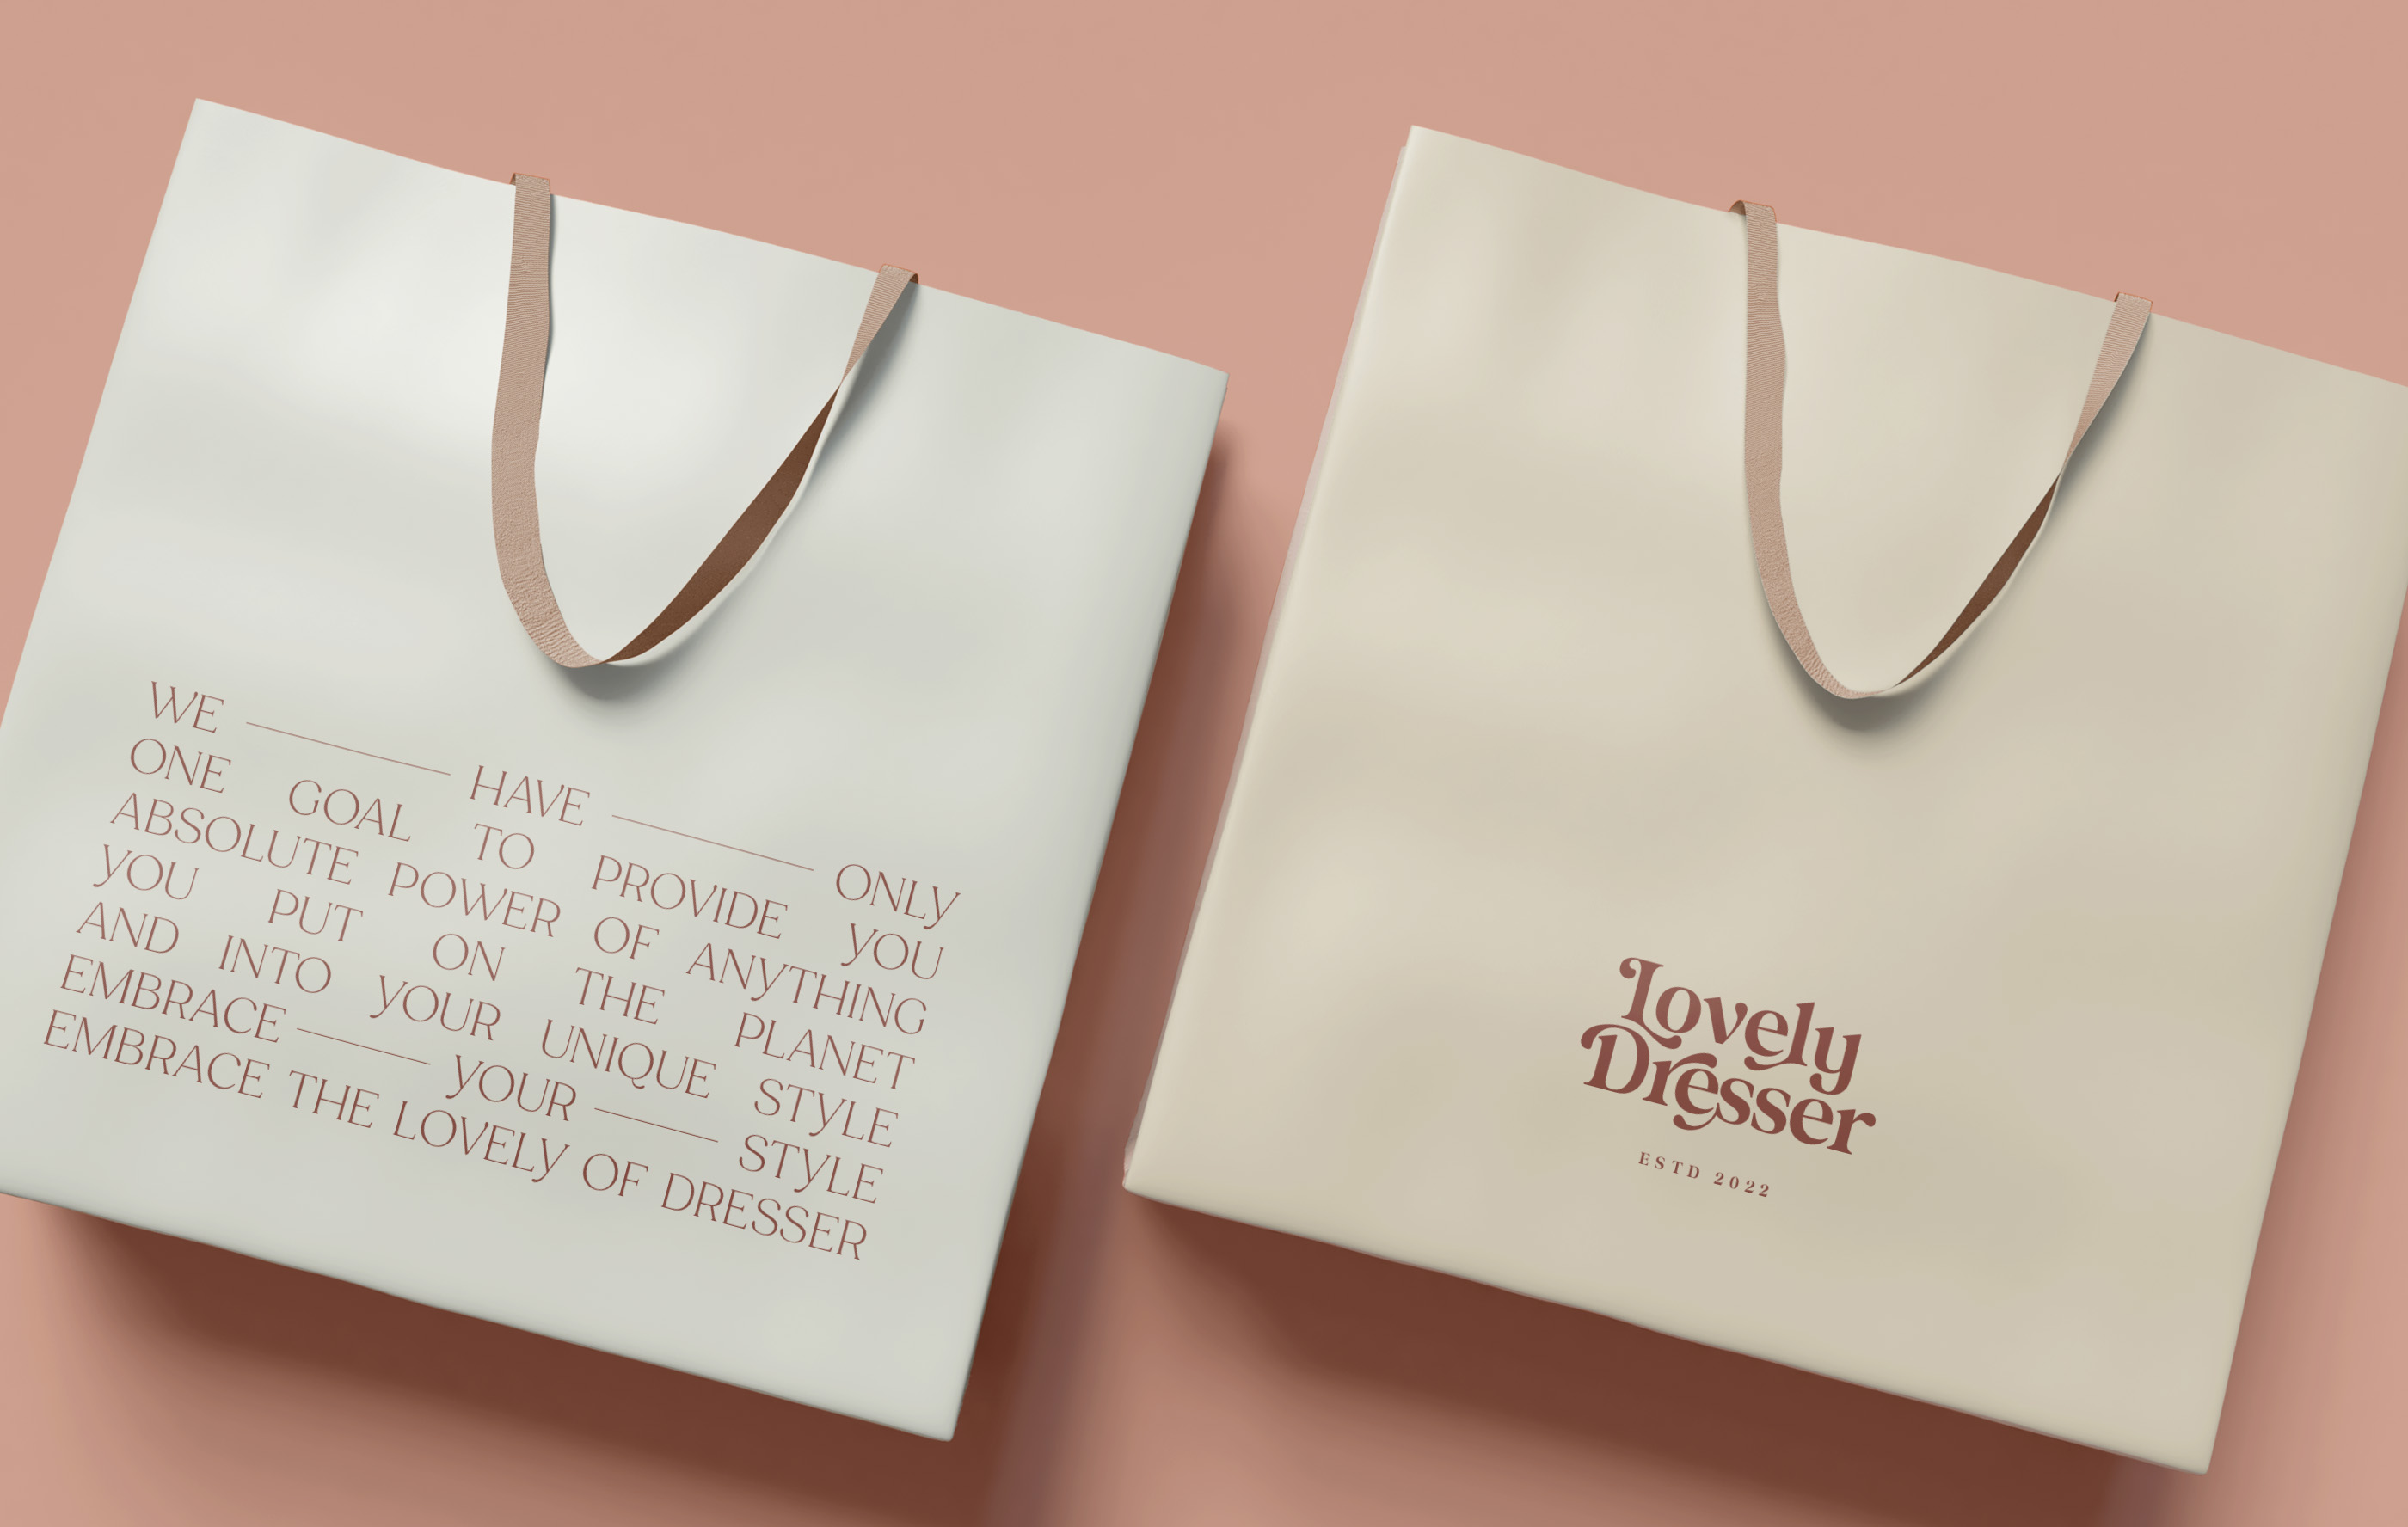 WE HAVE ONLY
ONE GOAL TO PROVIDE YOU
ABSOLUTE POWER OF ANYTHING
YOU PUT ON THE PLANET
AND INTO YOUR UNIQUE STYLE
EMBRACE YOUR STYLE
EMBRACE THE LOVELY OF DRESSER
Lovely
Dresser
ESTD 2022